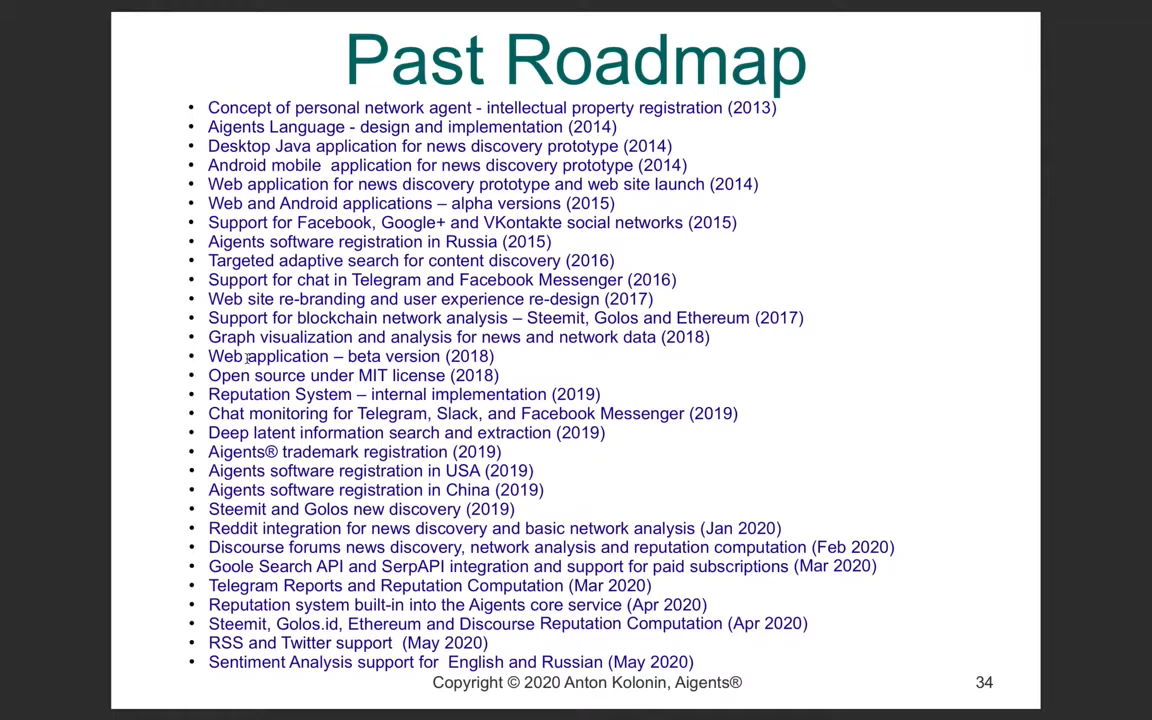 Past Roadmap
• Concept of personal network agent - intellectual property registration (2013)
• Aigents Language - design and implementation (2014)
• Desktop Java application for news discovery prototype (2014)
• Android mobile  application for news discovery prototype (2014)
• Web application for news discovery prototype and web site launch (2014)
• Web and Android applications – alpha versions (2015)
• Support for Facebook, Google+ and VKontakte social networks (2015)
• Aigents software registration in Russia (2015)
• Targeted adaptive search for content discovery (2016)
• Support for chat in Telegram and Facebook Messenger (2016)
• Web site re-branding and user experience re-design (2017)
• Support for blockchain network analysis – Steemit, Golos and Ethereum (2017)
• Graph visualization and analysis for news and network data (2018)
• Web application – beta version (2018)
• Open source under MIT license (2018)
• Reputation System – internal implementation (2019)
• Chat monitoring for Telegram, Slack, and Facebook Messenger (2019)
• Deep latent information search and extraction (2019)
• Aigents® trademark registration (2019)
• Aigents software registration in USA (2019)
• Aigents software registration in China (2019)
• Steemit and Golos new discovery (2019)
• Reddit integration for news discovery and basic network analysis (Jan 2020)
• Discourse forums news discovery, network analysis and reputation computation (Feb 2020)
• Goole Search API and SerpAPI integration and support for paid subscriptions (Mar 2020)
• Telegram Reports and Reputation Computation (Mar 2020)
• Reputation system built-in into the Aigents core service (Apr 2020)
• Steemit, Golos.id, Ethereum and Discourse Reputation Computation (Apr 2020)
• RSS and Twitter support  (May 2020)
• Sentiment Analysis support for  English and Russian (May 2020)
Copyright © 2020 Anton Kolonin, Aigents®
34